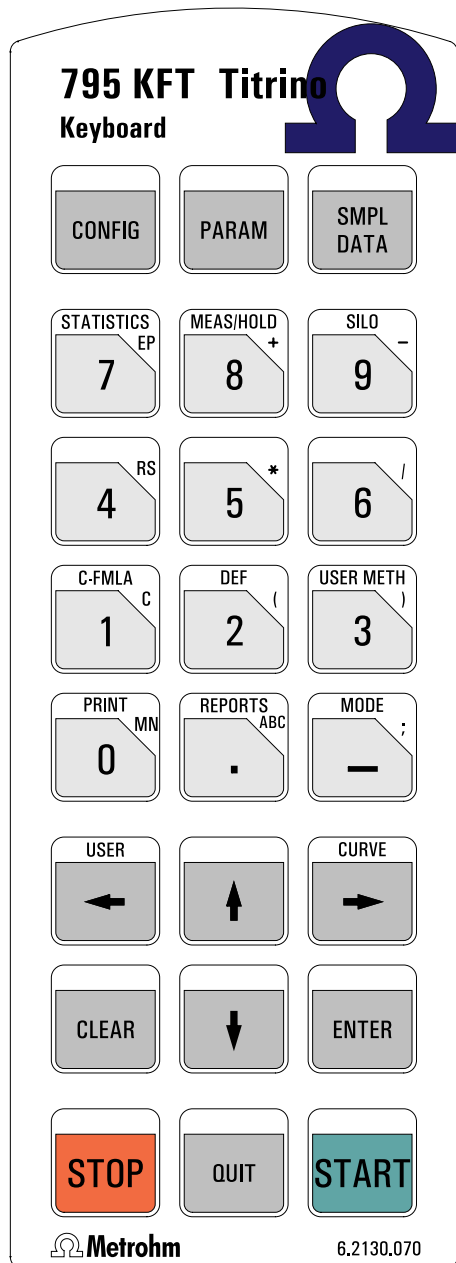 795 KFT Titrino
Keyboard
CONFIG
PARAM
SMPL
DATA
STATISTICS
EP
7
MEAS/HOLD
+
8
SILO
–
9
RS
4
*
5
/
6
C-FMLA
C
1
DEF
(
2
USER METH
)
3
PRINT
MN
0
REPORTS
ABC
.
MODE
;
–
USER
←
↑
CURVE
→
CLEAR
↓
ENTER
STOP
QUIT
START
Metrohm
6.2130.070